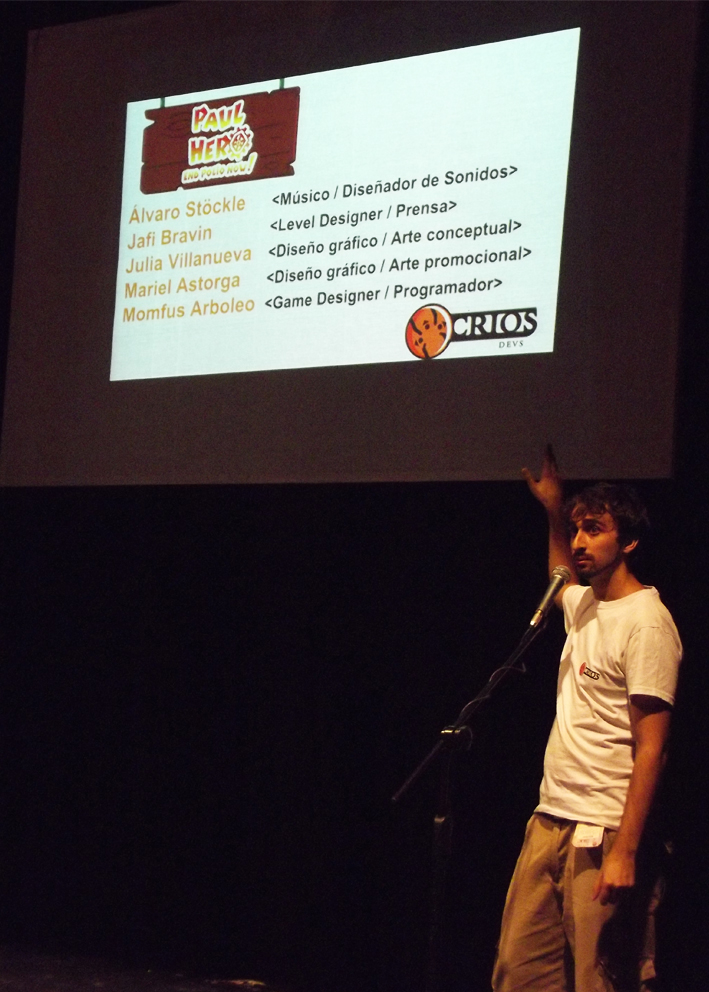 PAUL
HERO
END POLIO NOW!
Álvaro Stöckle <Músico / Diseñador de Sonidos>
Jafi Bravin <Level Designer / Prensa>
Julia Villanueva <Diseño gráfico / Arte conceptual>
Mariel Astorga <Diseño gráfico / Arte promocional>
Momfus Arboleo <Game Designer / Programador>
CRIOS
DEVS
CRIOS